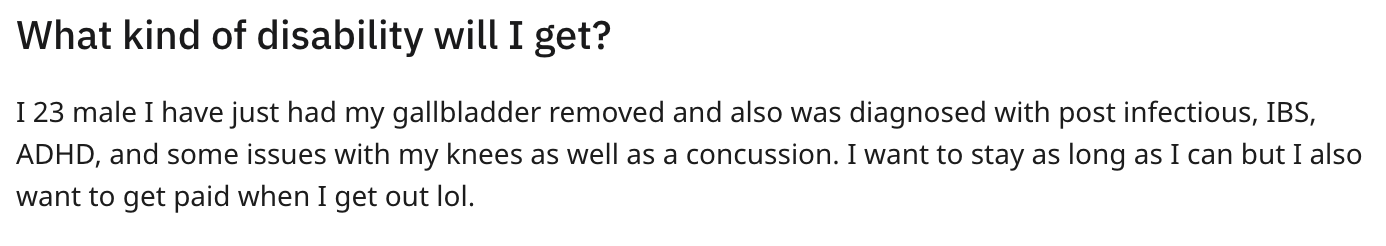 What kind of disability will I get?
I 23 male I have just had my gallbladder removed and also was diagnosed with post infectious, IBS,
ADHD, and some issues with my knees as well as a concussion. I want to stay as long as I can but I also
want to get paid when I get out lol.